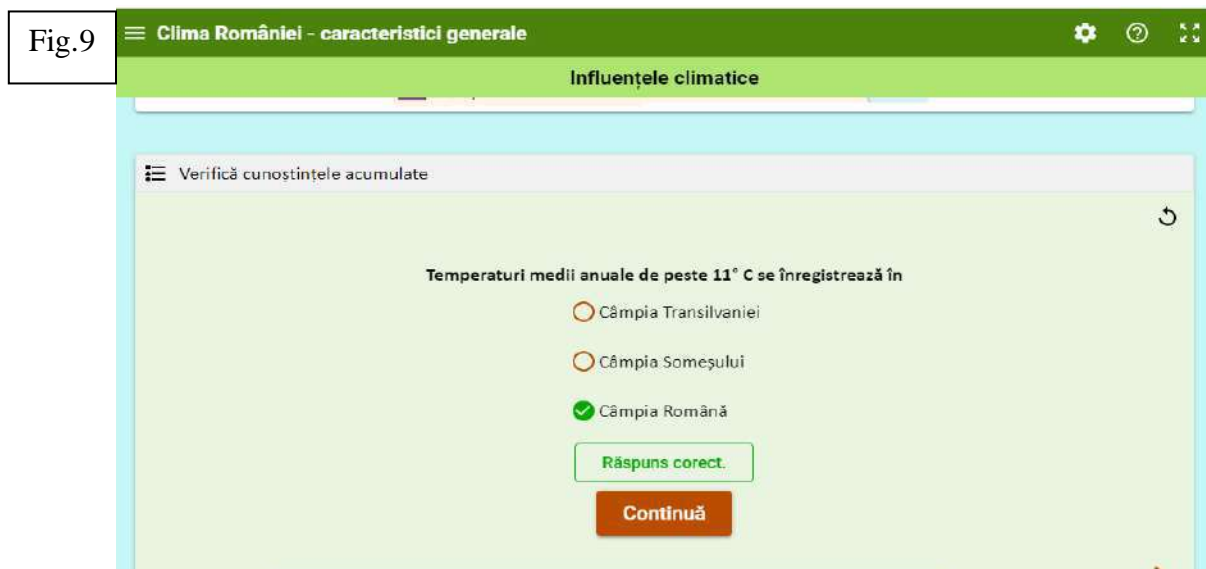 Fig.9
Clima României - caracteristici generale
Influențele climatice
Verifică cunoștințele acumulate
Temperaturi medii anuale de peste 11° C se înregistrează în
Câmpia Transilvaniei
Câmpia Someșului
Câmpia Română
Răspuns corect.
Continuă